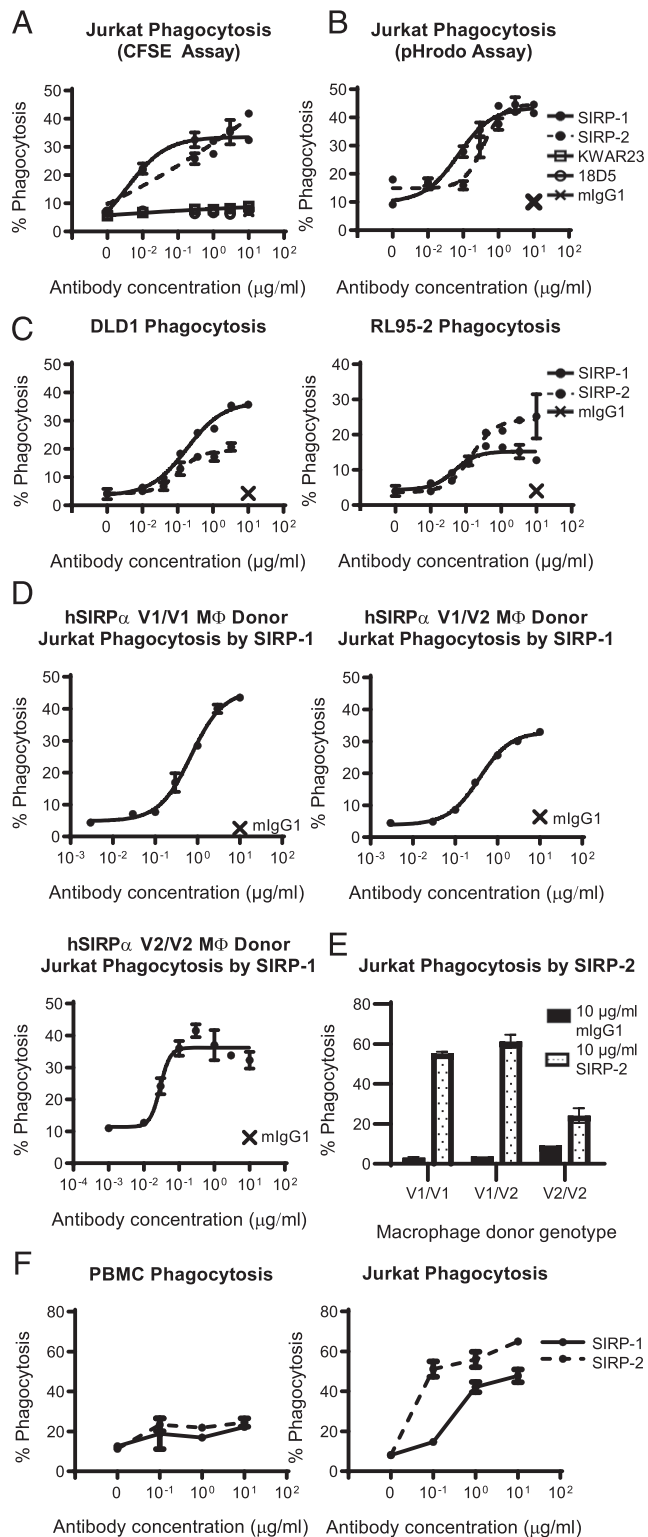 A
Jurkat Phagocytosis
(CFSE Assay)
% Phagocytosis
50
40
30
20
10
0
0 10-2 10-1 100 101 102
Antibody concentration (μg/ml)
B
Jurkat Phagocytosis
(pHrodo Assay)
% Phagocytosis
50
40
30
20
10
0
0 10-2 10-1 100 101 102
Antibody concentration (μg/ml)
SIRP-1
SIRP-2
KWAR23
18D5
mIgG1
C
DLD1 Phagocytosis
% Phagocytosis
50
40
30
20
10
0
0 10-2 10-1 100 101 102
Antibody concentration (μg/ml)
RL95-2 Phagocytosis
% Phagocytosis
40
30
20
10
0
0 10-2 10-1 100 101 102
Antibody concentration (μg/ml)
SIRP-1
SIRP-2
mIgG1
D
hSIRPα V1/V1 MΦ Donor
Jurkat Phagocytosis by SIRP-1
% Phagocytosis
50
40
30
20
10
0
mIgG1
10-3 10-2 10-1 100 101 102
Antibody concentration (μg/ml)
hSIRPα V1/V2 MΦ Donor
Jurkat Phagocytosis by SIRP-1
% Phagocytosis
50
40
30
20
10
0
mIgG1
10-3 10-2 10-1 100 101 102
Antibody concentration (μg/ml)
hSIRPα V2/V2 MΦ Donor
Jurkat Phagocytosis by SIRP-1
% Phagocytosis
50
40
30
20
10
0
mIgG1
10-4 10-3 10-2 10-1 100 101 102
Antibody concentration (μg/ml)
E
Jurkat Phagocytosis by SIRP-2
% Phagocytosis
80
60
40
20
0
10 μg/ml
mIgG1
10 μg/ml
SIRP-2
V1/V1 V1/V2 V2/V2
Macrophage donor genotype
F
PBMC Phagocytosis
% Phagocytosis
80
60
40
20
0
0 10-1 100 101 102
Antibody concentration (μg/ml)
Jurkat Phagocytosis
% Phagocytosis
80
60
40
20
0
0 10-1 100 101 102
Antibody concentration (μg/ml)
SIRP-1
SIRP-2